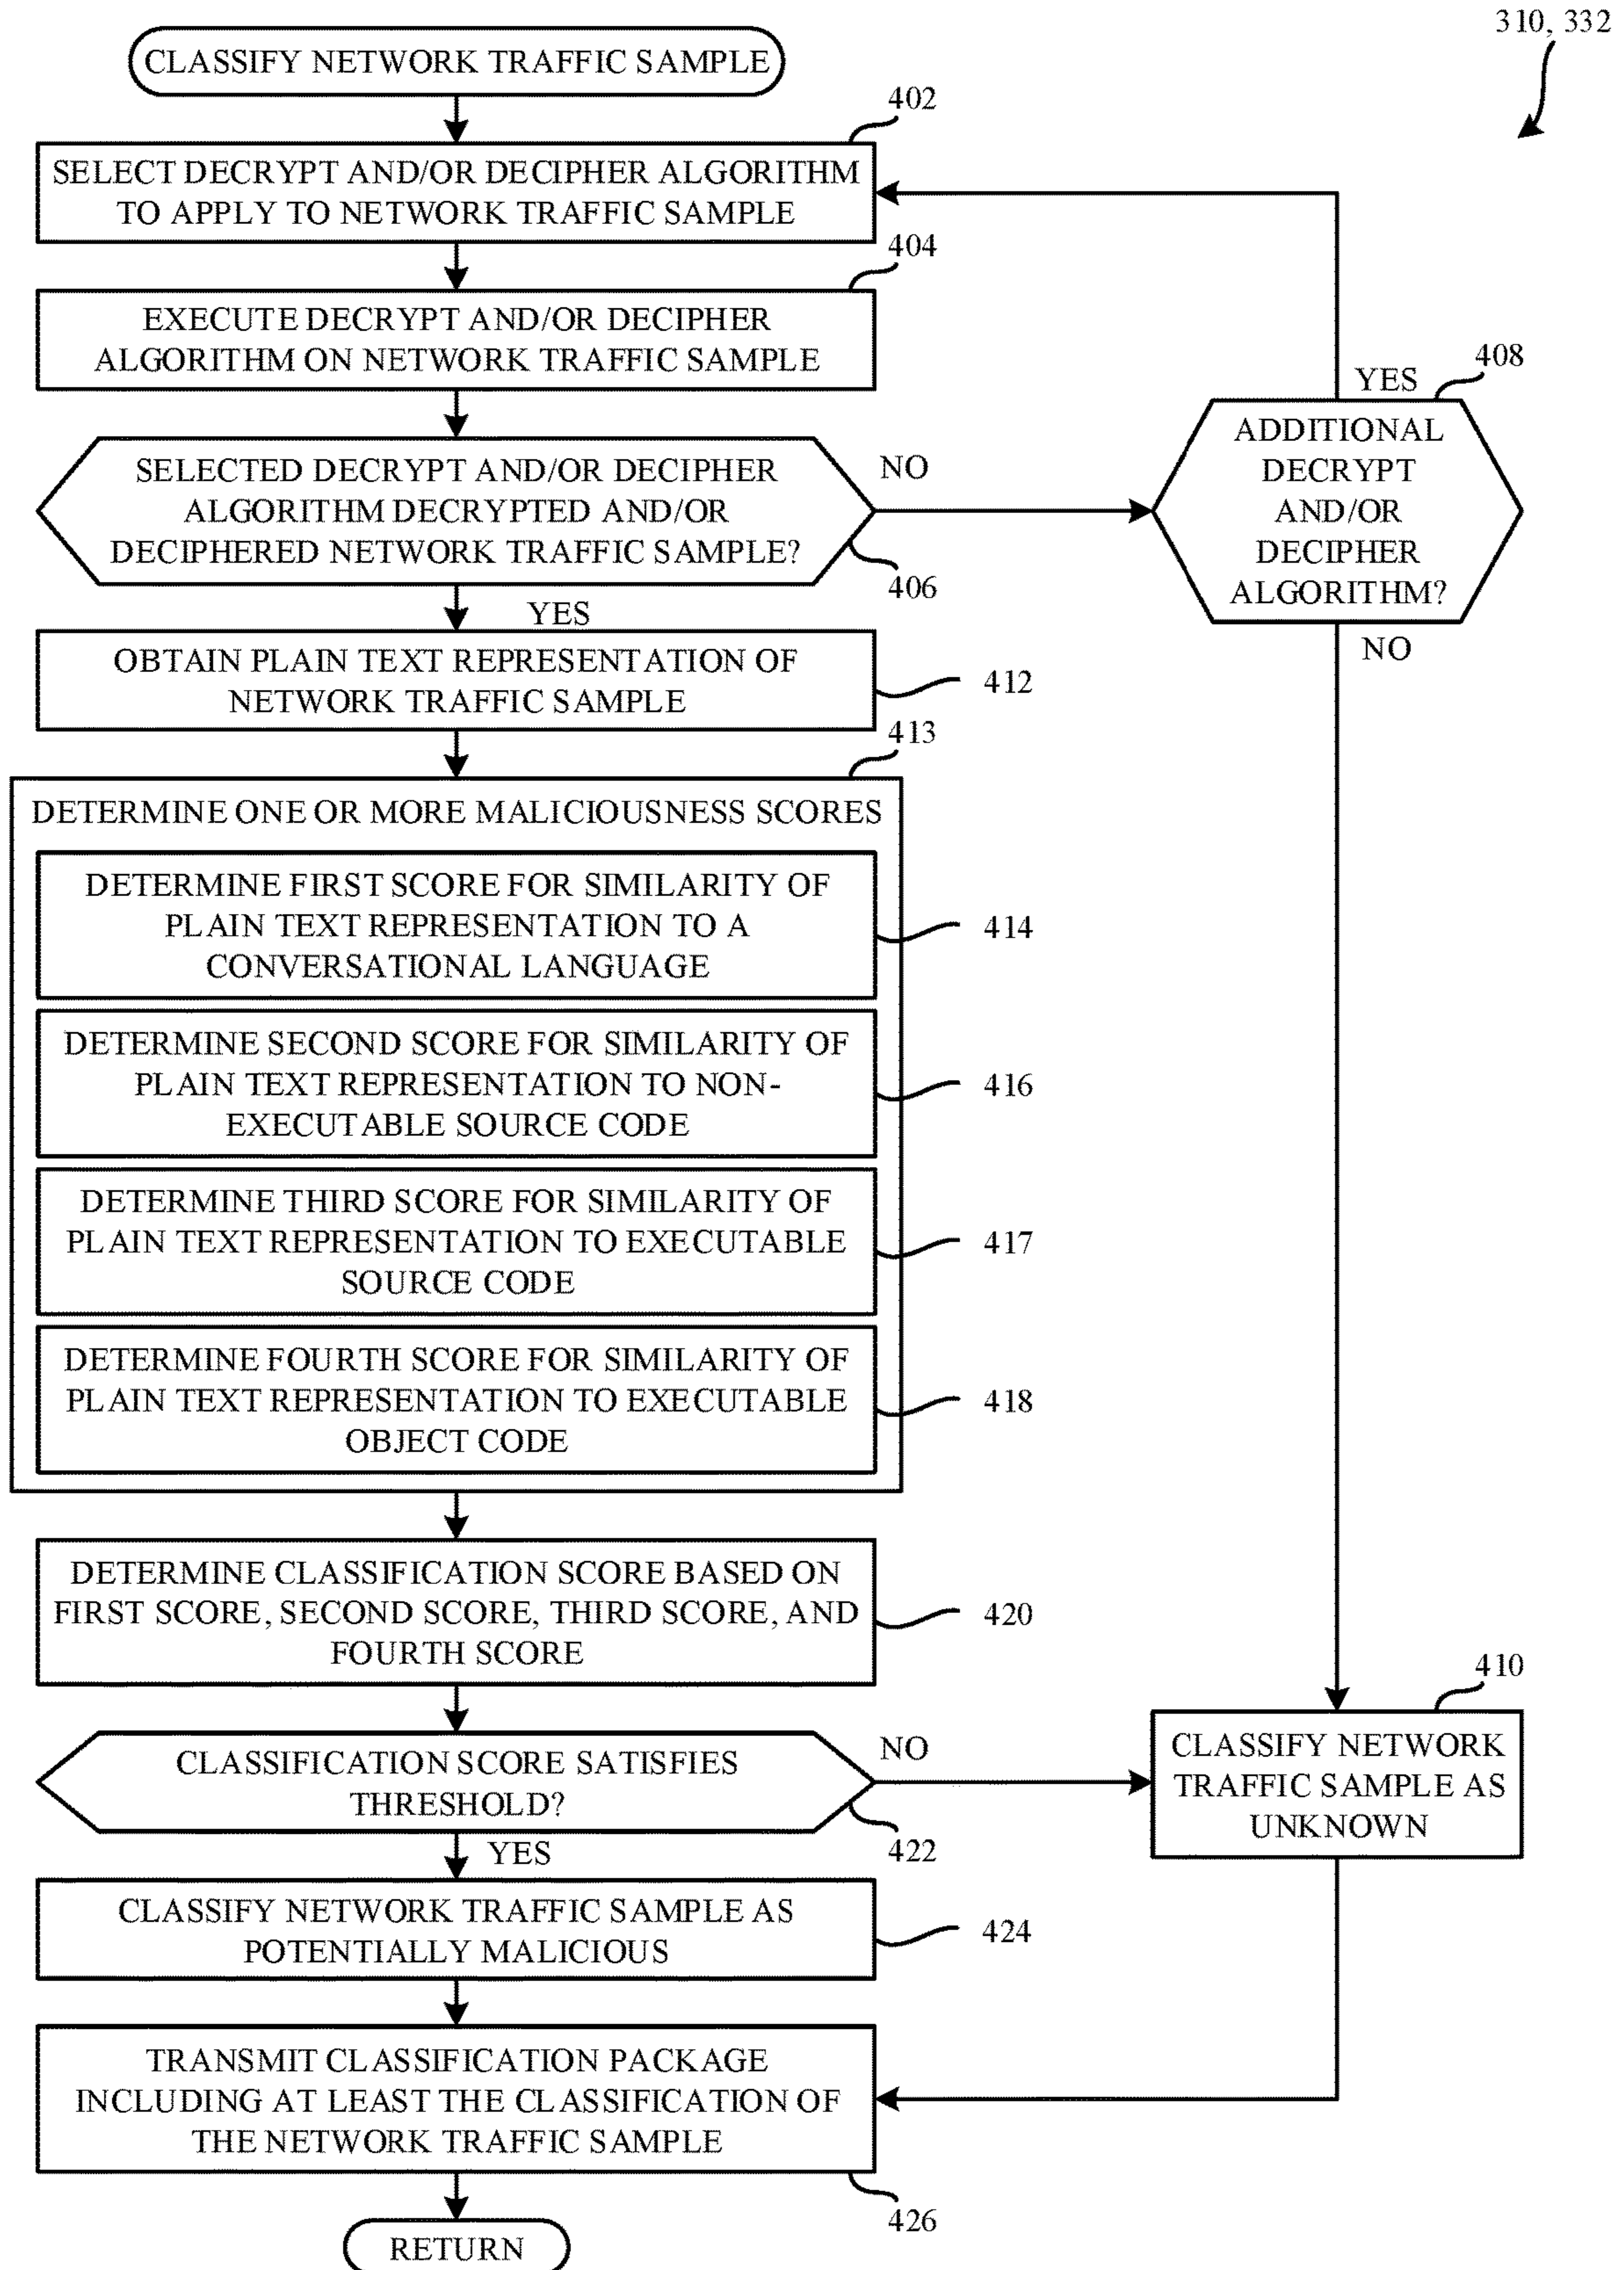 310, 332
CLASSIFY NETWORK TRAFFIC SAMPLE
402
SELECT DECRYPT AND/OR DECIPHER ALGORITHM
TO APPLY TO NETWORK TRAFFIC SAMPLE
404
EXECUTE DECRYPT AND/OR DECIPHER
ALGORITHM ON NETWORK TRAFFIC SAMPLE
SELECTED DECRYPT AND/OR DECIPHER
ALGORITHM DECRYPTED AND/OR
DECIPHERED NETWORK TRAFFIC SAMPLE?
NO
406
YES
408
YES
ADDITIONAL
DECRYPT
AND/OR
DECIPHER
ALGORITHM?
NO
OBTAIN PLAIN TEXT REPRESENTATION OF
NETWORK TRAFFIC SAMPLE
412
413
DETERMINE ONE OR MORE MALICIOUSNESS SCORES
DETERMINE FIRST SCORE FOR SIMILARITY OF
PLAIN TEXT REPRESENTATION TO A
CONVERSATIONAL LANGUAGE
414
DETERMINE SECOND SCORE FOR SIMILARITY OF
PLAIN TEXT REPRESENTATION TO NON-
EXECUTABLE SOURCE CODE
416
DETERMINE THIRD SCORE FOR SIMILARITY OF
PLAIN TEXT REPRESENTATION TO EXECUTABLE
SOURCE CODE
417
DETERMINE FOURTH SCORE FOR SIMILARITY OF
PLAIN TEXT REPRESENTATION TO EXECUTABLE
OBJECT CODE
418
DETERMINE CLASSIFICATION SCORE BASED ON
FIRST SCORE, SECOND SCORE, THIRD SCORE, AND
FOURTH SCORE
420
CLASSIFICATION SCORE SATISFIES
THRESHOLD?
NO
422
YES
410
CLASSIFY NETWORK
TRAFFIC SAMPLE AS
UNKNOWN
CLASSIFY NETWORK TRAFFIC SAMPLE AS
POTENTIALLY MALICIOUS
424
TRANSMIT CLASSIFICATION PACKAGE
INCLUDING AT LEAST THE CLASSIFICATION OF
THE NETWORK TRAFFIC SAMPLE
426
RETURN